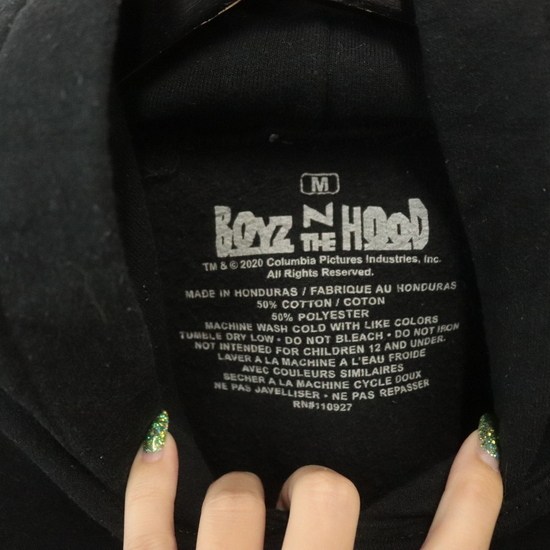 M
BOYZ N THE HOOD
TM & © 2020 Columbia Pictures Industries, Inc.
All Rights Reserved.
MADE IN HONDURAS / FABRIQUE AU HONDURAS
50% COTTON / COTON
50% POLYESTER
MACHINE WASH COLD WITH LIKE COLORS
TUMBLE DRY LOW • DO NOT BLEACH • DO NOT IRON
NOT INTENDED FOR CHILDREN 12 AND UNDER.
LAVER A LA MACHINE A L'EAU FROIDE
AVEC COULEURS SIMILAIRES
SECHER A LA MACHINE CYCLE DOUX
NE PAS JAVELLISER • NE PAS REPASSER
RN#110927